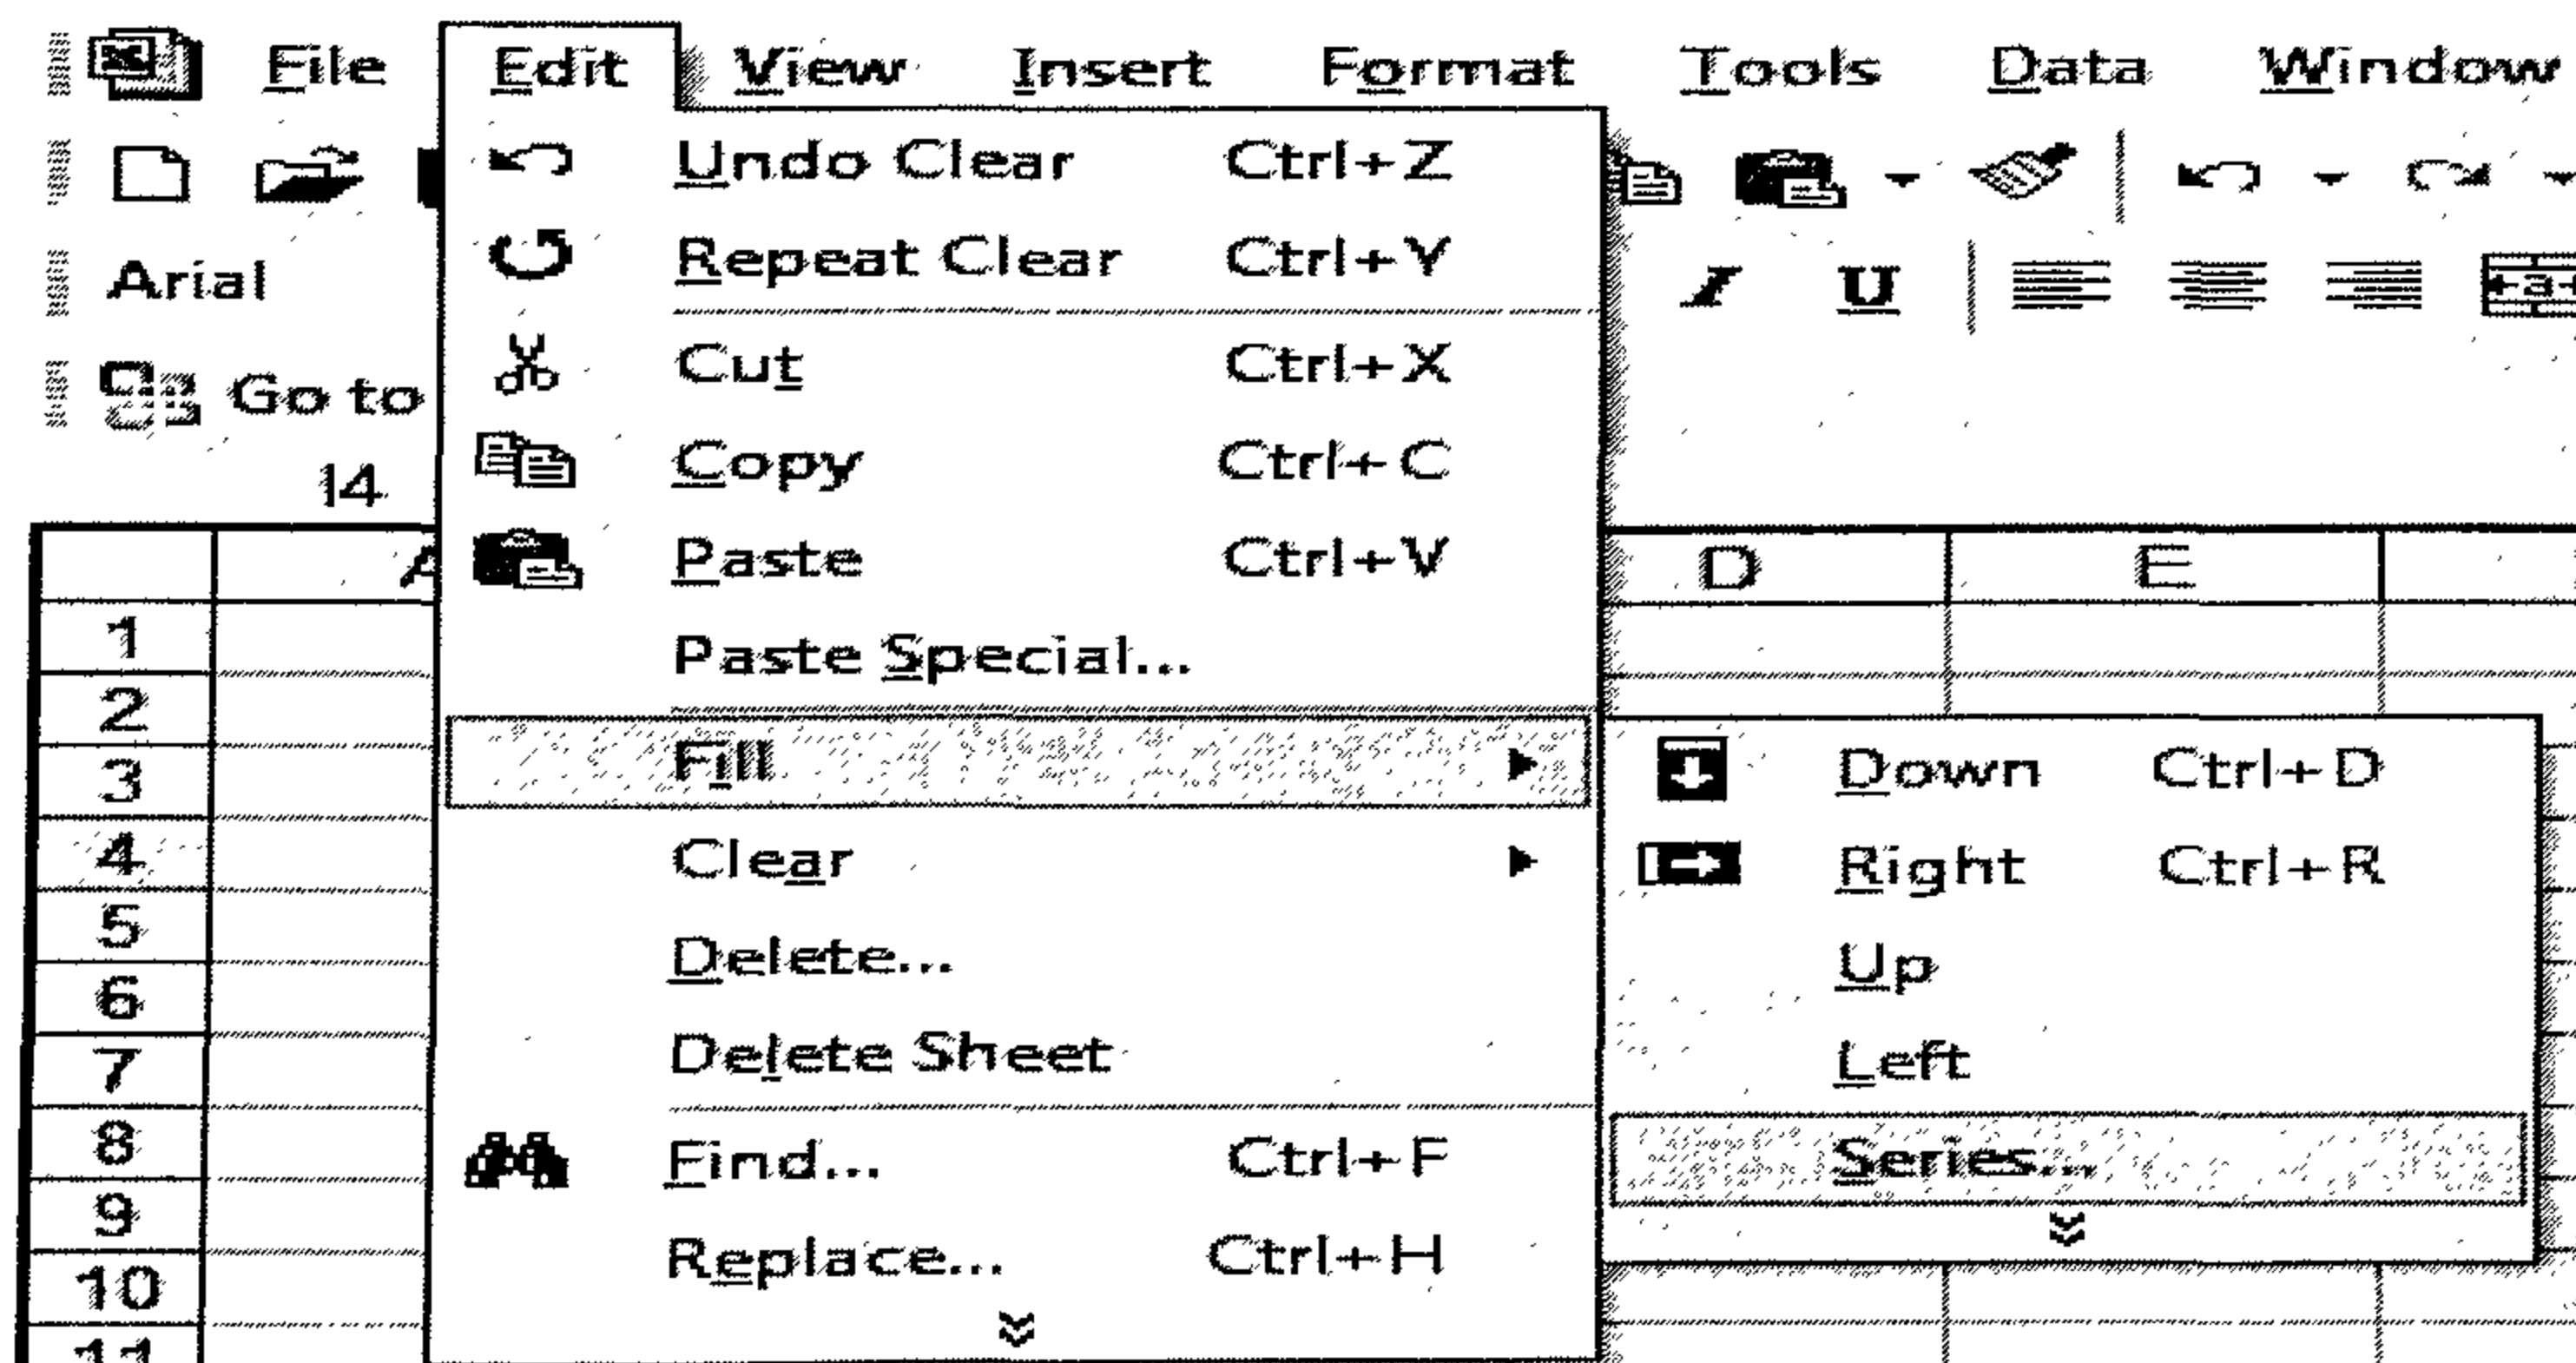 File Edit View Insert Format Tools Data Window
Undo Clear Ctrl+Z
Repeat Clear Ctrl+Y
Arial I U a
Cut Ctrl+X
Go to
Copy Ctrl+C
I4
Paste Ctrl+V
A D E
Paste Special...
1
2
Fill
Down Ctrl+D
3
Clear
Right Ctrl+R
4
5
Delete...
Up
6
Delete Sheet
Left
7
8
Find... Ctrl+F
Series...
9
Replace... Ctrl+H
10
11